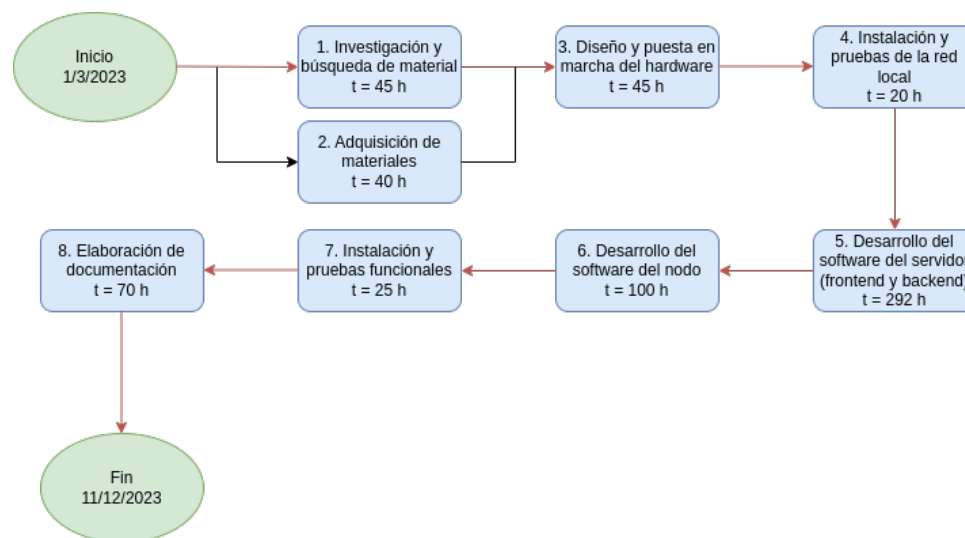 Inicio
1/3/2023
1. Investigación y
búsqueda de material
t = 45 h
2. Adquisición de
materiales
t = 40 h
3. Diseño y puesta en
marcha del hardware
t = 45 h
4. Instalación y
pruebas de la red
local
t = 20 h
5. Desarrollo del
software del servidor
(frontend y backend)
t = 292 h
6. Desarrollo del
software del nodo
t = 100 h
7. Instalación y
pruebas funcionales
t = 25 h
8. Elaboración de
documentación
t = 70 h
Fin
11/12/2023